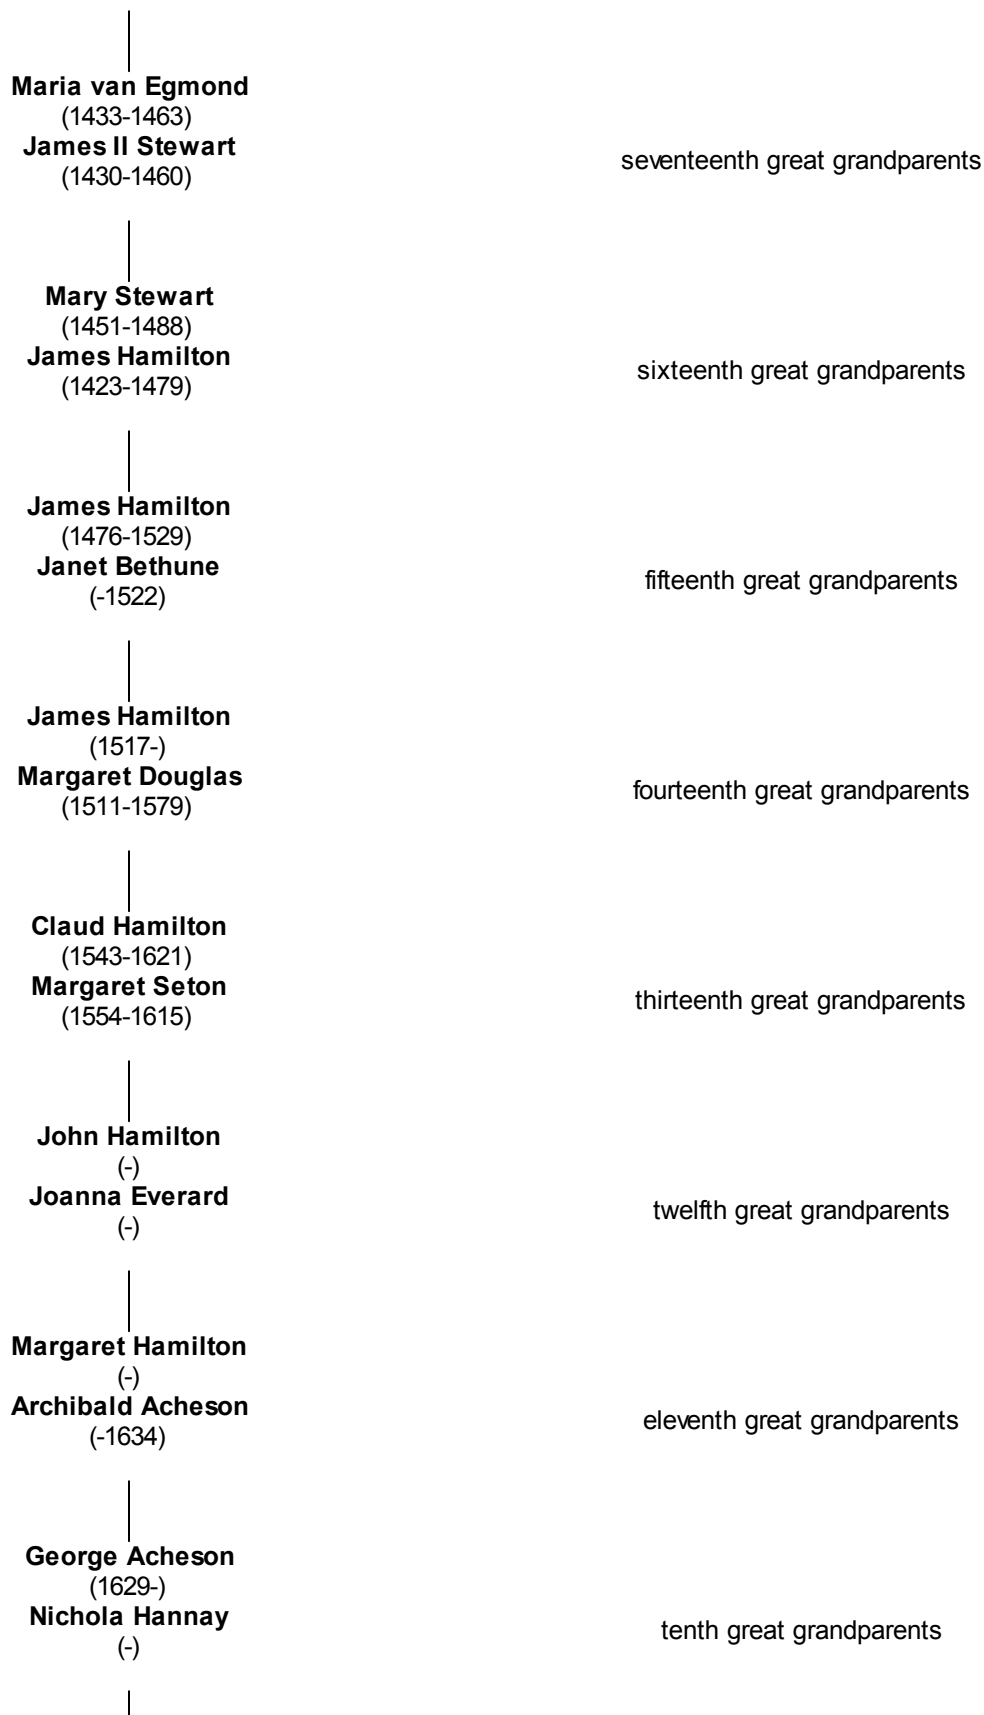 Maria van Egmond
(1433-1463)
James II Stewart
(1430-1460)
seventeenth great grandparents
Mary Stewart
(1451-1488)
James Hamilton
(1423-1479)
sixteenth great grandparents
James Hamilton
(1476-1529)
Janet Bethune
(-1522)
fifteenth great grandparents
James Hamilton
(1517-)
Margaret Douglas
(1511-1579)
fourteenth great grandparents
Claud Hamilton
(1543-1621)
Margaret Seton
(1554-1615)
thirteenth great grandparents
John Hamilton
(-)
Joanna Everard
(-)
twelfth great grandparents
Margaret Hamilton
(-)
Archibald Acheson
(-1634)
eleventh great grandparents
George Acheson
(1629-)
Nichola Hannay
(-)
tenth great grandparents